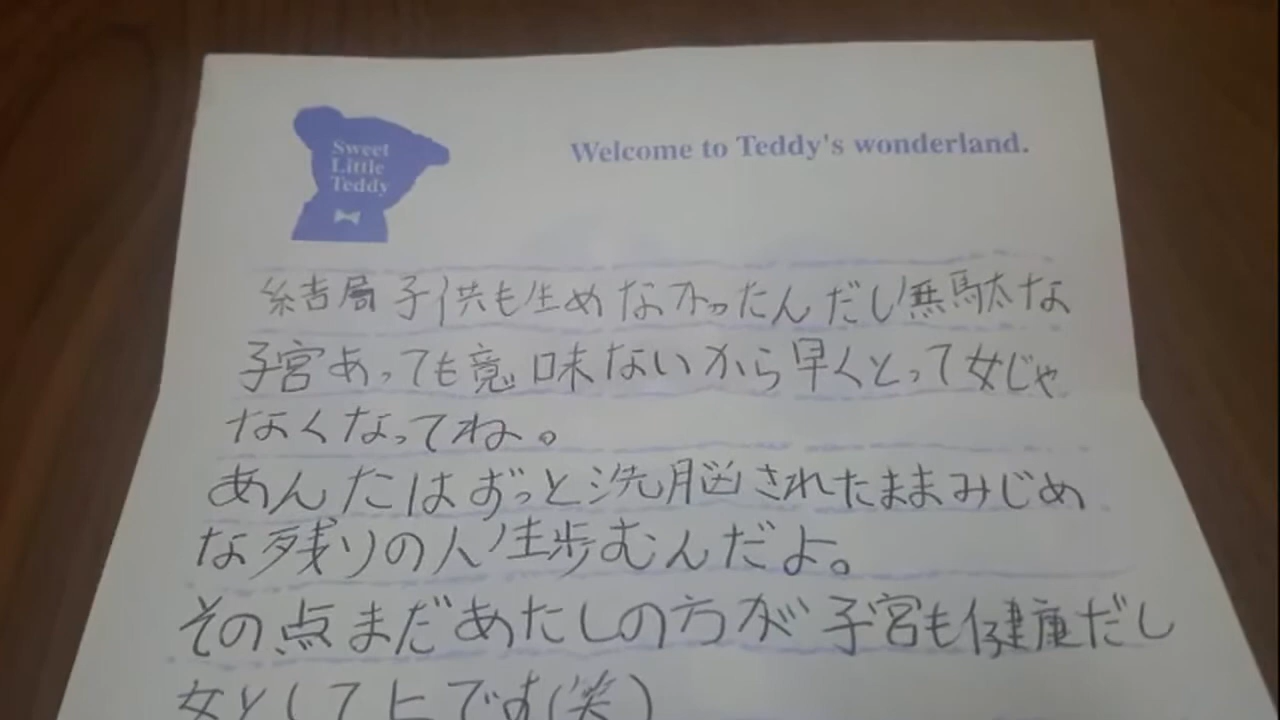 Sweet
Little
Teddy
Welcome to Teddy's wonderland.
結吉局子供も生めなかったんだし無駄な
子宮あっても意味ないから早くとって女じゃ
なくなってね。
あんたはずっと洗脳されたままみじめ
な残りの人生歩むんだよ。
その点まだあたしの方が子宮も健康だし
女として上です(笑)